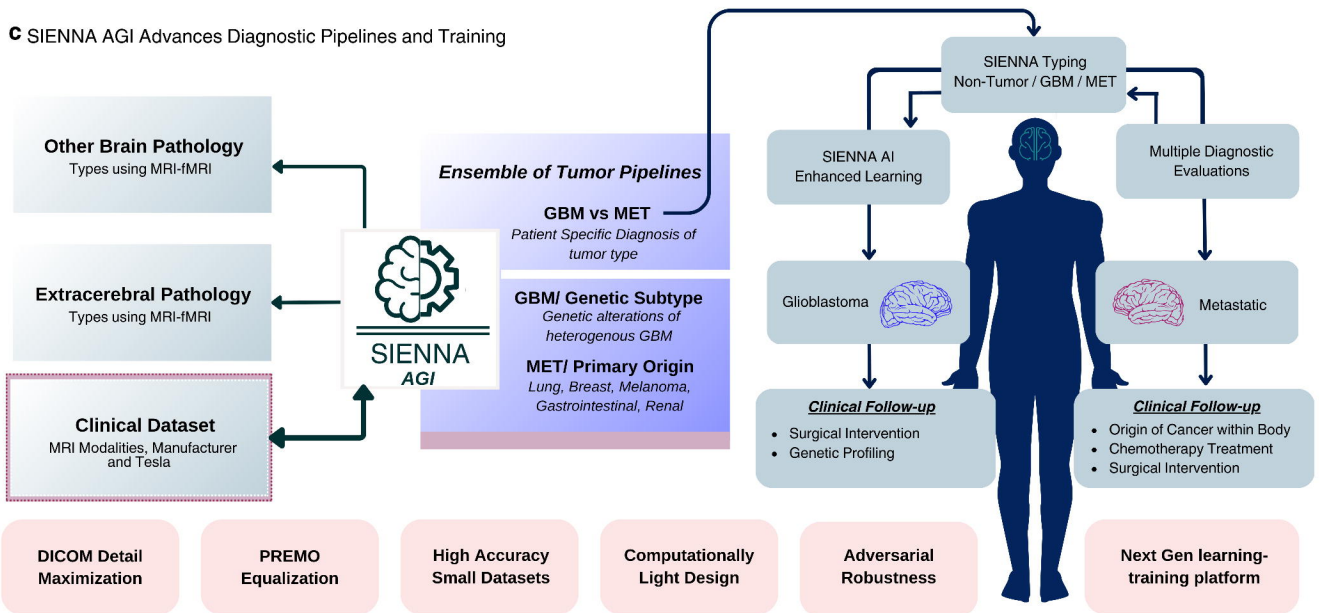 c SIENNA AGI Advances Diagnostic Pipelines and Training
Other Brain Pathology
Types using MRI-fMRI
Extracerebral Pathology
Types using MRI-fMRI
Clinical Dataset
MRI Modalities, Manufacturer
and Tesla
SIENNA
AGI
Ensemble of Tumor Pipelines
GBM vs MET
Patient Specific Diagnosis of
tumor type
GBM/ Genetic Subtype
Genetic alterations of
heterogenous GBM
MET/ Primary Origin
Lung, Breast, Melanoma,
Gastrointestinal, Renal
SIENNA Typing
Non-Tumor / GBM / MET
SIENNA AI
Enhanced Learning
Multiple Diagnostic
Evaluations
Glioblastoma
Metastatic
Clinical Follow-up
• Surgical Intervention
• Genetic Profiling
Clinical Follow-up
• Origin of Cancer within Body
• Chemotherapy Treatment
• Surgical Intervention
DICOM Detail
Maximization
PREMO
Equalization
High Accuracy
Small Datasets
Computationally
Light Design
Adversarial
Robustness
Next Gen learning-
training platform